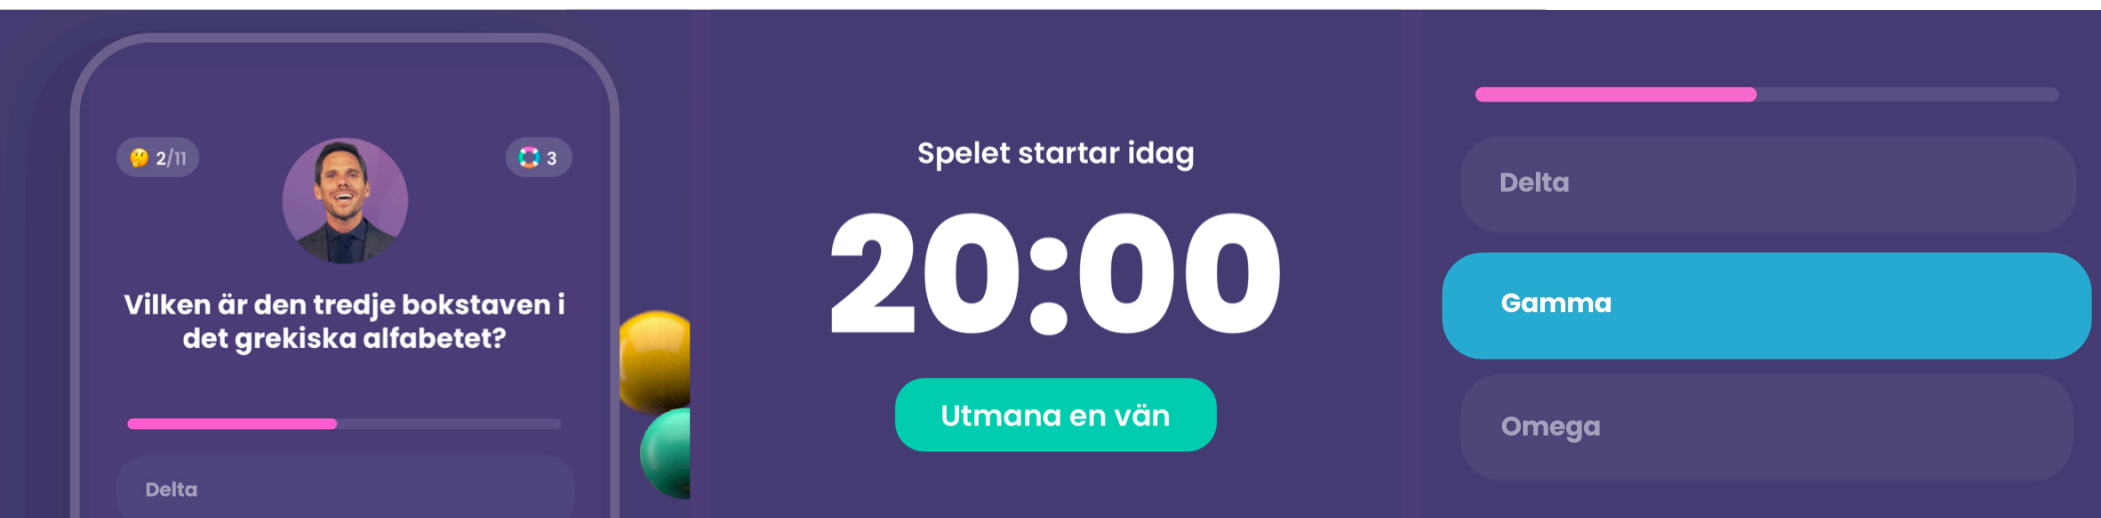 2/11
3
Vilken är den tredje bokstaven i
det grekiska alfabetet?
Delta
Spelet startar idag
20:00
Utmana en vän
Delta
Gamma
Omega